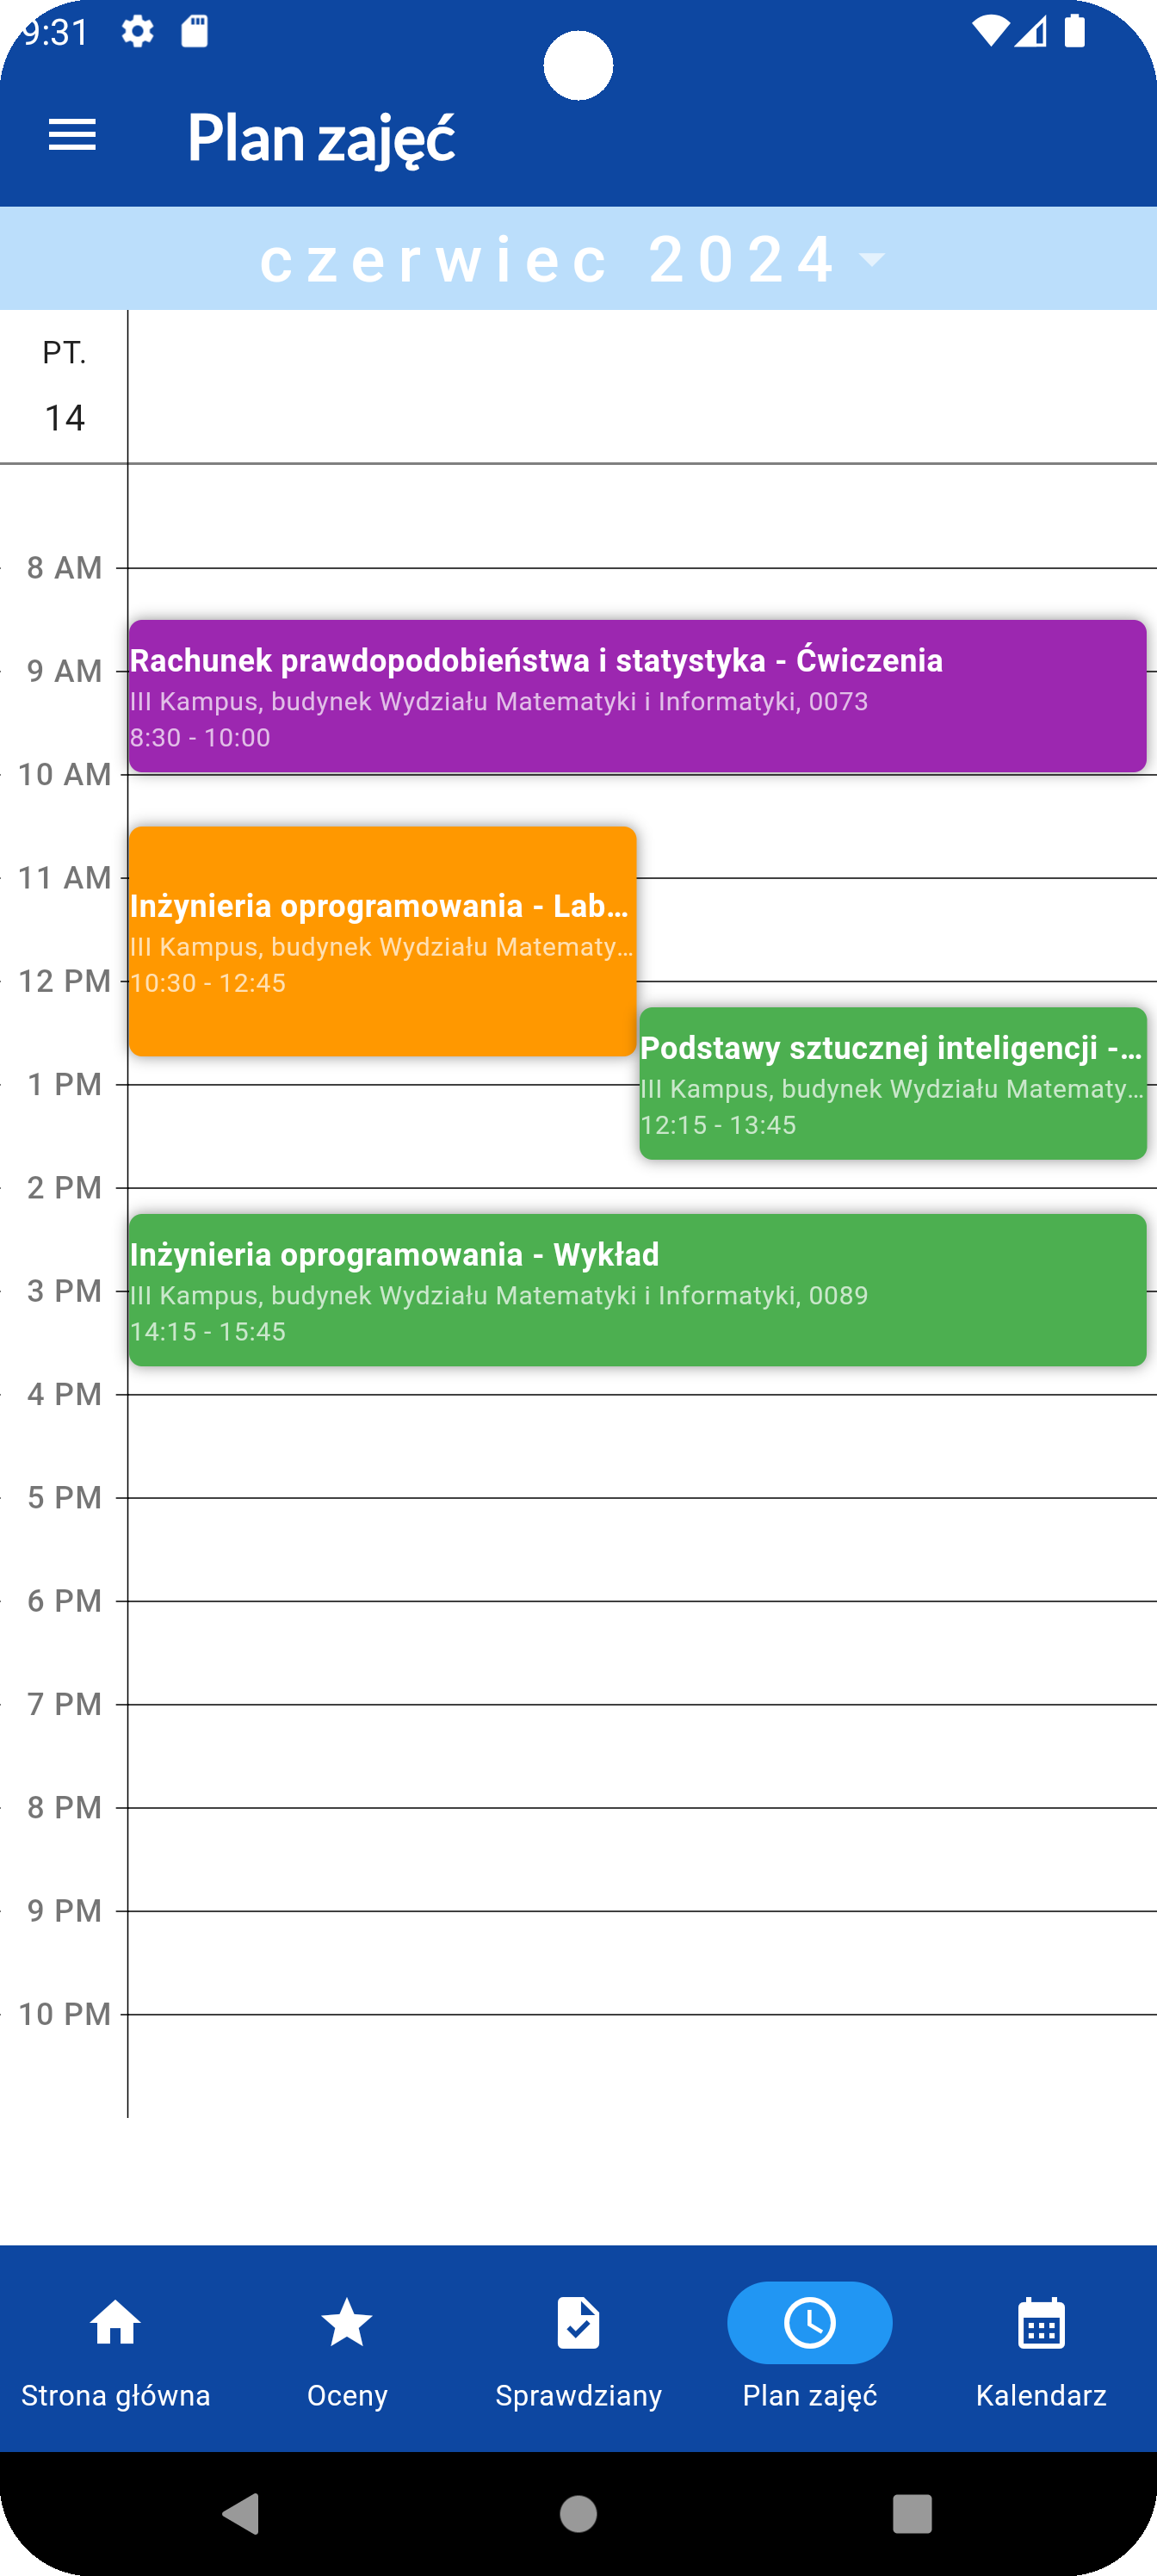 9:31
Plan zajęć
czerwiec 2024
PT.
14
8 AM
Rachunek prawdopodobieństwa i statystyka - Ćwiczenia
9 AM
III Kampus, budynek Wydziału Matematyki i Informatyki, 0073
8:30 - 10:00
10 AM
11 AM
Inżynieria oprogramowania - Lab...
III Kampus, budynek Wydziału Matematy...
12 PM
10:30 - 12:45
Podstawy sztucznej inteligencji -...
1 PM
III Kampus, budynek Wydziału Matematy...
12:15 - 13:45
2 PM
Inżynieria oprogramowania - Wykład
3 PM
III Kampus, budynek Wydziału Matematyki i Informatyki, 0089
14:15 - 15:45
4 PM
5 PM
6 PM
7 PM
8 PM
9 PM
10 PM
Strona główna
Oceny
Sprawdziany
Plan zajęć
Kalendarz